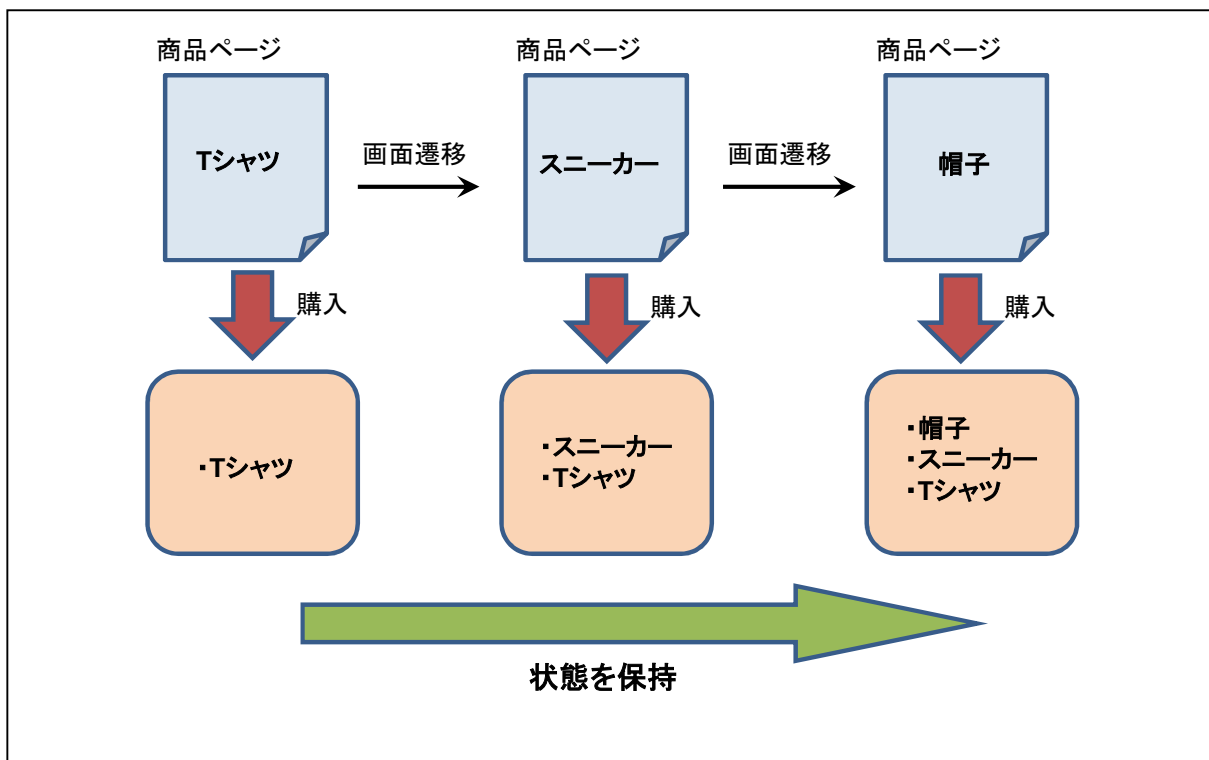 商品ページ
商品ページ
商品ページ
Tシャツ
画面遷移
スニーカー
画面遷移
帽子
購入
購入
購入
・Tシャツ
・スニーカー
・Tシャツ
・帽子
・スニーカー
・Tシャツ
状態を保持